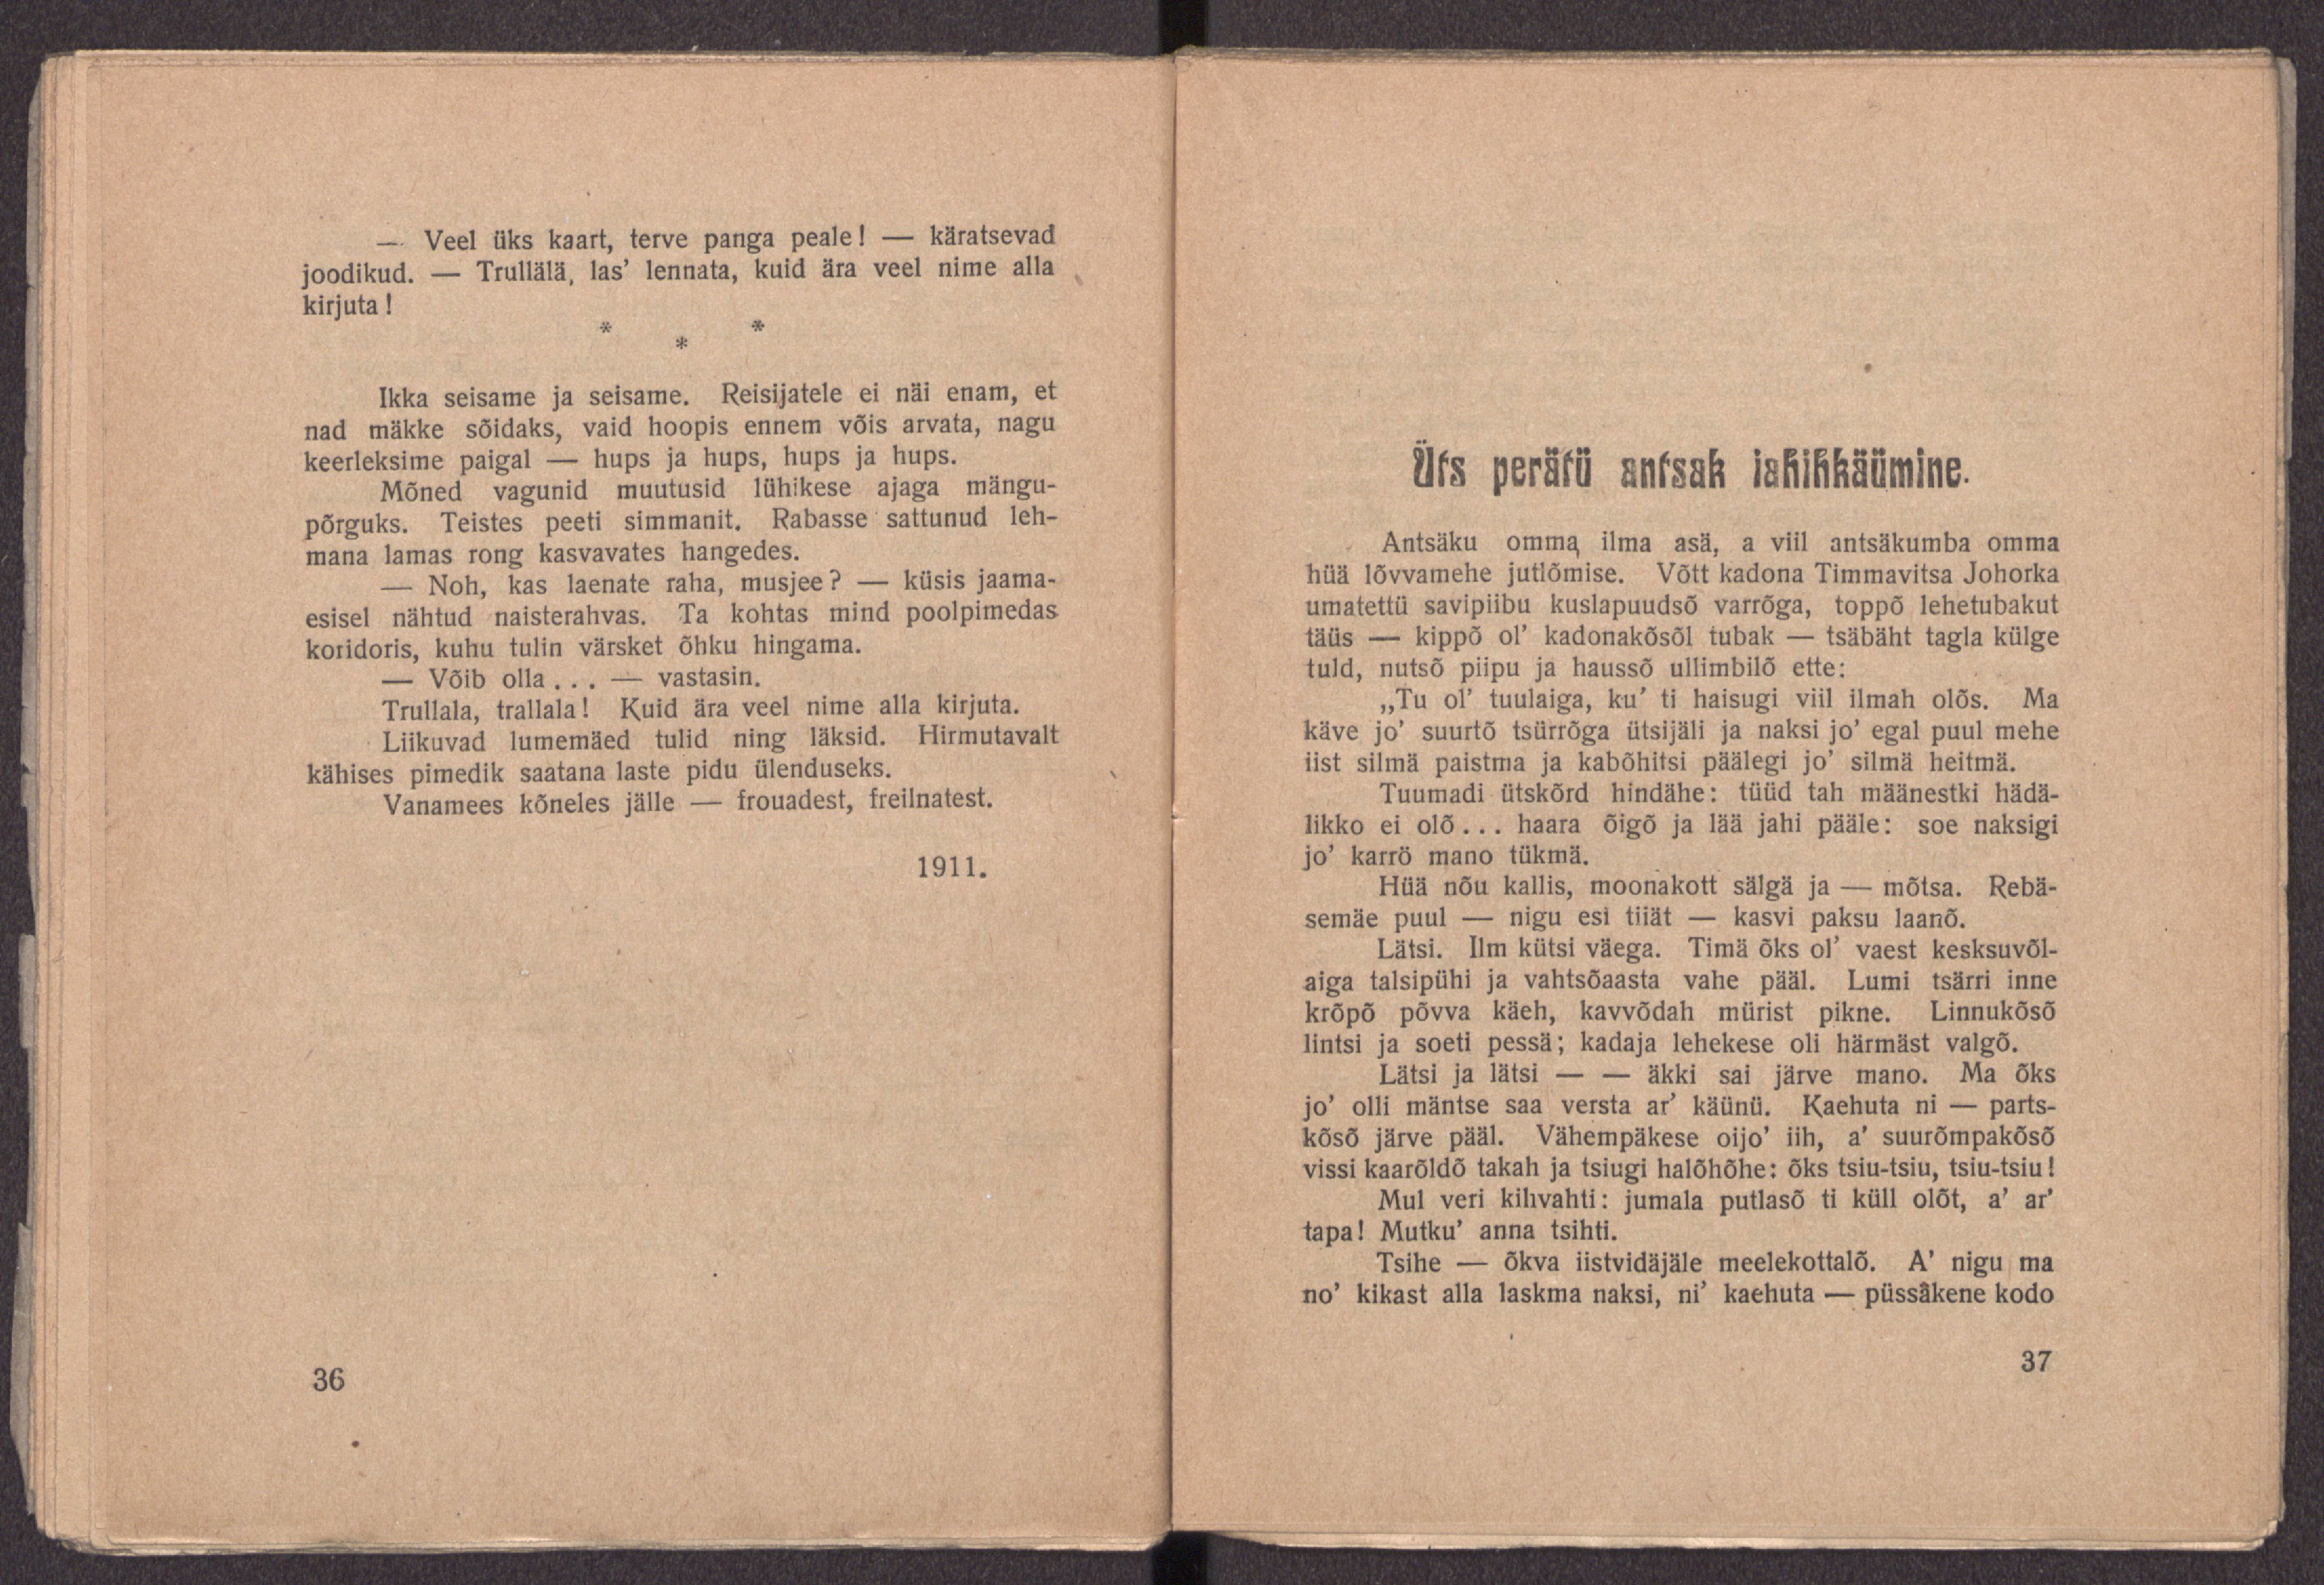 — Veel üks kaart, terve panga peale! — käratsevad
joodikud. — Trullälä, las’ lennata, kuid ära veel nime alla
kirjuta!
* * *
Ikka seisame ja seisame. Reisijatele ei näi enam, et
nad mäkke sõidaks, vaid hoopis ennem võis arvata, nagu
keerleksime paigal — hups ja hups, hups ja hups.
Mõned vagunid muutusid lühikese ajaga mängu-
põrguks. Teistes peeti simmanit. Rabasse sattunud leh-
mana lamas rong kasvavates hangedes.
— Noh, kas laenate raha, musjee? — küsis jaama-
esisel nähtud naisterahvas. Ta kohtas mind poolpimedas
koridoris, kuhu tulin värsket õhku hingama.
— Võib olla... — vastasin.
Trullala, trallala! Kuid ära veel nime alla kirjuta.
Liikuvad lumemäed tulid ning läksid. Hirmutavalt
kähises pimedik saatana laste pidu ülenduseks.
Vanamees kõneles jälle — frouadest, freilnatest.
1911.
36
Üts perätü antsak jahihkäümine.
Antsäku omma ilma asä, a viil antsäkumba omma
hüä lõvvamehe jutlõmise. Võtt kadona Timmavitsa Johorka
umatettü savipiibu kuslapuudsõ varrõga, toppõ lehetubakut
täüs — kippõ ol’ kadonakõsõl tubak — tsäbäht tagla külge
tuld, nutsõ piipu ja haussõ ullimbilõ ette:
„Tu ol’ tuulaiga, ku’ ti haisugi viil ilmah olõs. Ma
käve jo’ suurtõ tsürrõga ütsijäli ja naksi jo’ egal puul mehe
iist silmä paistma ja kabõhitsi päälegi jo’ silmä heitmä.
Tuumadi ütskõrd hindähe: tüüd tah määnestki hädä-
likko ei olõ... haara õigõ ja lää jahi pääle: soe naksigi
jo’ karrö mano tükmä.
Hüä nõu kallis, moonakott sälgä ja — mõtsa. Rebä-
semäe puul — nigu esi tiiät — kasvi paksu laanõ.
Lätsi. Ilm kütsi väega. Timä õks ol’ vaest kesksuvõl-
aiga talsipühi ja vahtsõaasta vahe pääl. Lumi tsärri inne
krõpõ põvva käeh, kavvõdah mürist pikne. Linnukõsõ
lintsi ja soeti pessä; kadaja lehekese oli härmäst valgõ.
Lätsi ja lätsi — — äkki sai järve mano. Ma õks
jo’ olli mäntse saa versta ar’ käünü. Kaehuta ni — parts-
kõsõ järve pääl. Vähempäkese oijo’ iih, a’ suurõmpakõsõ
vissi kaarõldõ takah ja tsiugi halõhõhe: õks tsiu-tsiu, tsiu-tsiu!
Mul veri kihvahti: jumala putlasõ ti küll olõt, a’ ar’
tapa! Mutku’ anna tsihti.
Tsihe — õkva iistvidäjäle meelekottalõ. A’ nigu ma
no’ kikast alla laskma naksi, ni’ kaehuta — püssäkene kodo
37